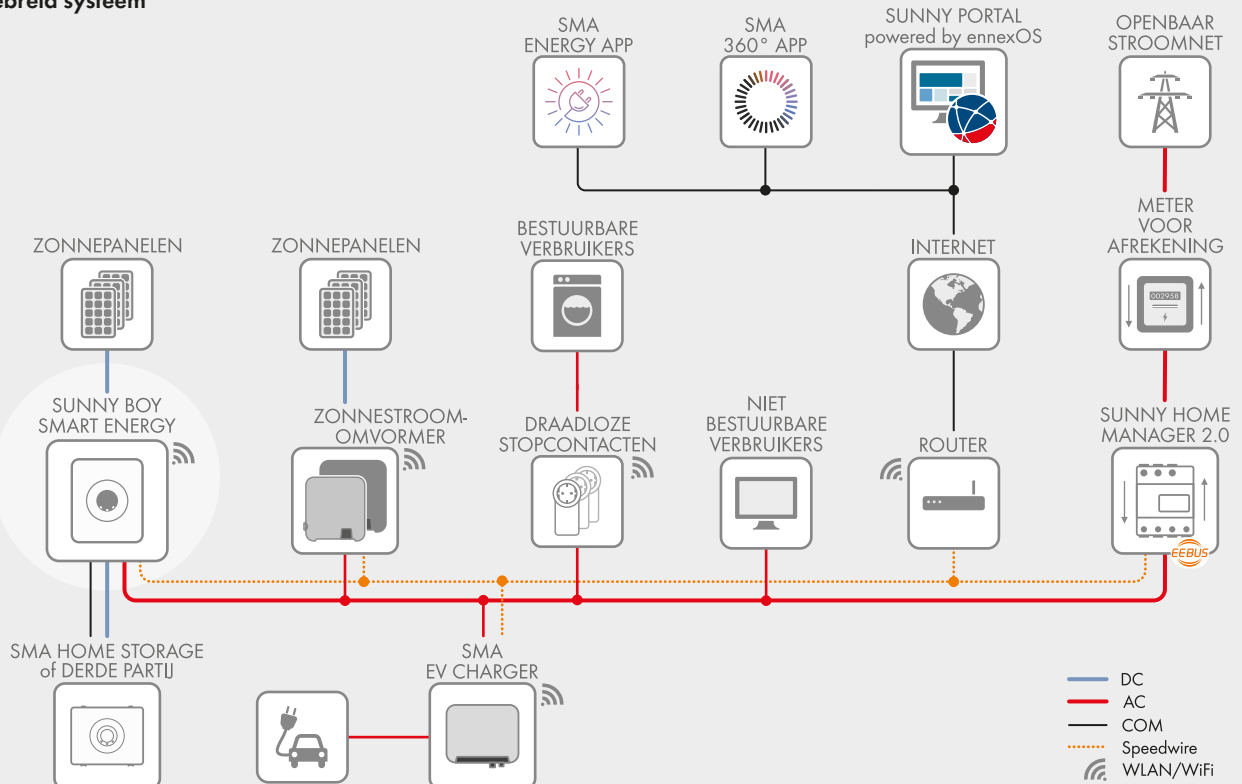 SMA
ENERGY APP
SMA
360° APP
SUNNY PORTAL
powered by ennexOS
OPENBAAR
STROOMNET
ZONNEPANELEN
ZONNEPANELEN
BESTUURBARE
VERBRUIKERS
INTERNET
METER
VOOR
AFREKENING
002958
SUNNY BOY
SMART ENERGY
ZONNESTROOM-
OMVORMER
DRAADLOZE
STOPCONTACTEN
NIET
BESTUURBARE
VERBRUIKERS
ROUTER
SUNNY HOME
MANAGER 2.0
EEBUS
SMA HOME STORAGE
of DERDE PARTIJ
SMA
EV CHARGER
DC
AC
COM
Speedwire
WLAN/WiFi